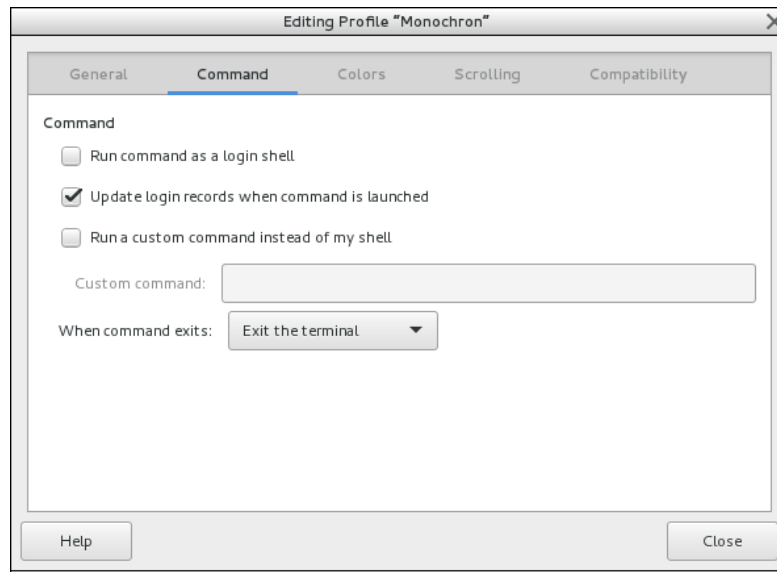 Editing Profile “Monochron”
General Command Colors Scrolling Compatibility
Command
Run command as a login shell
Update login records when command is launched
Run a custom command instead of my shell
Custom command:
When command exits: Exit the terminal
Help Close